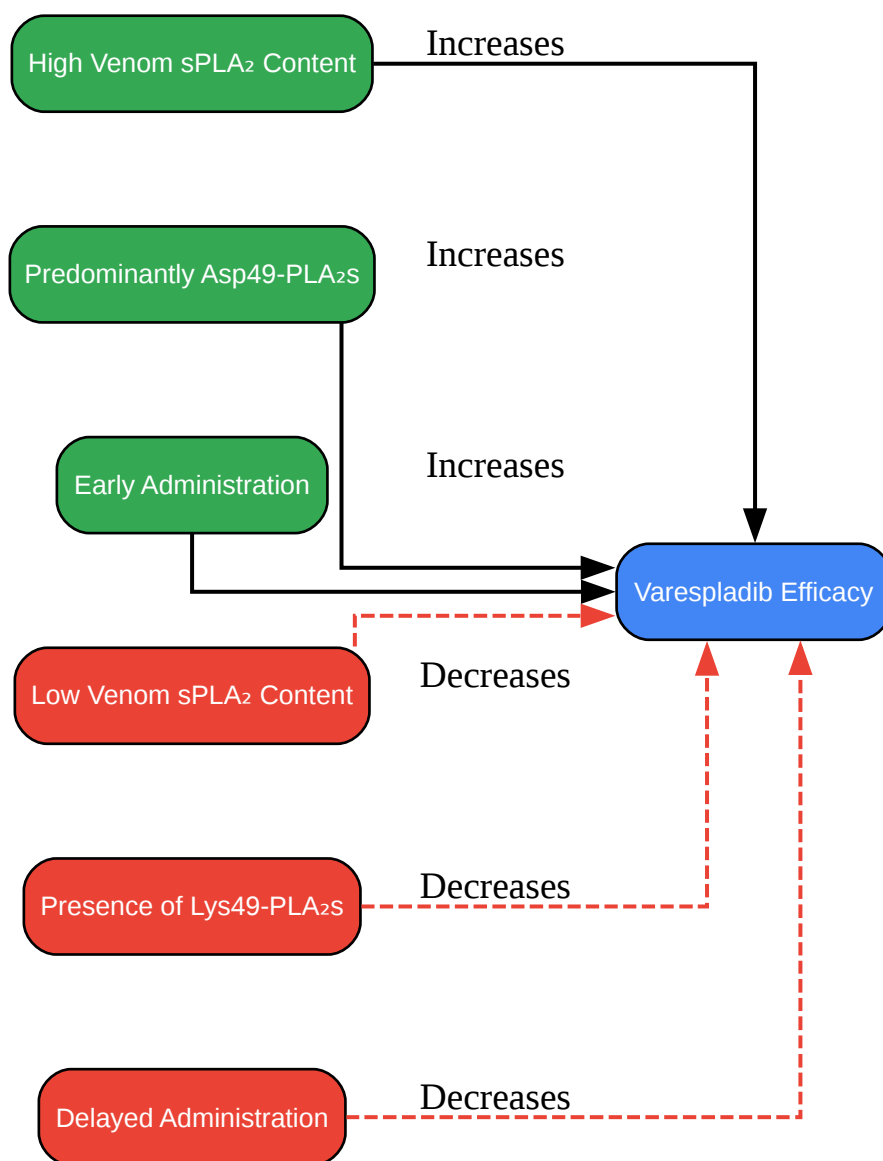 High Venom sPLA₂ Content
Increases
Predominantly Asp49-PLA₂s
Increases
Early Administration
Increases
Varespladib Efficacy
Low Venom sPLA₂ Content
Decreases
Presence of Lys49-PLA₂s
Decreases
Delayed Administration
Decreases